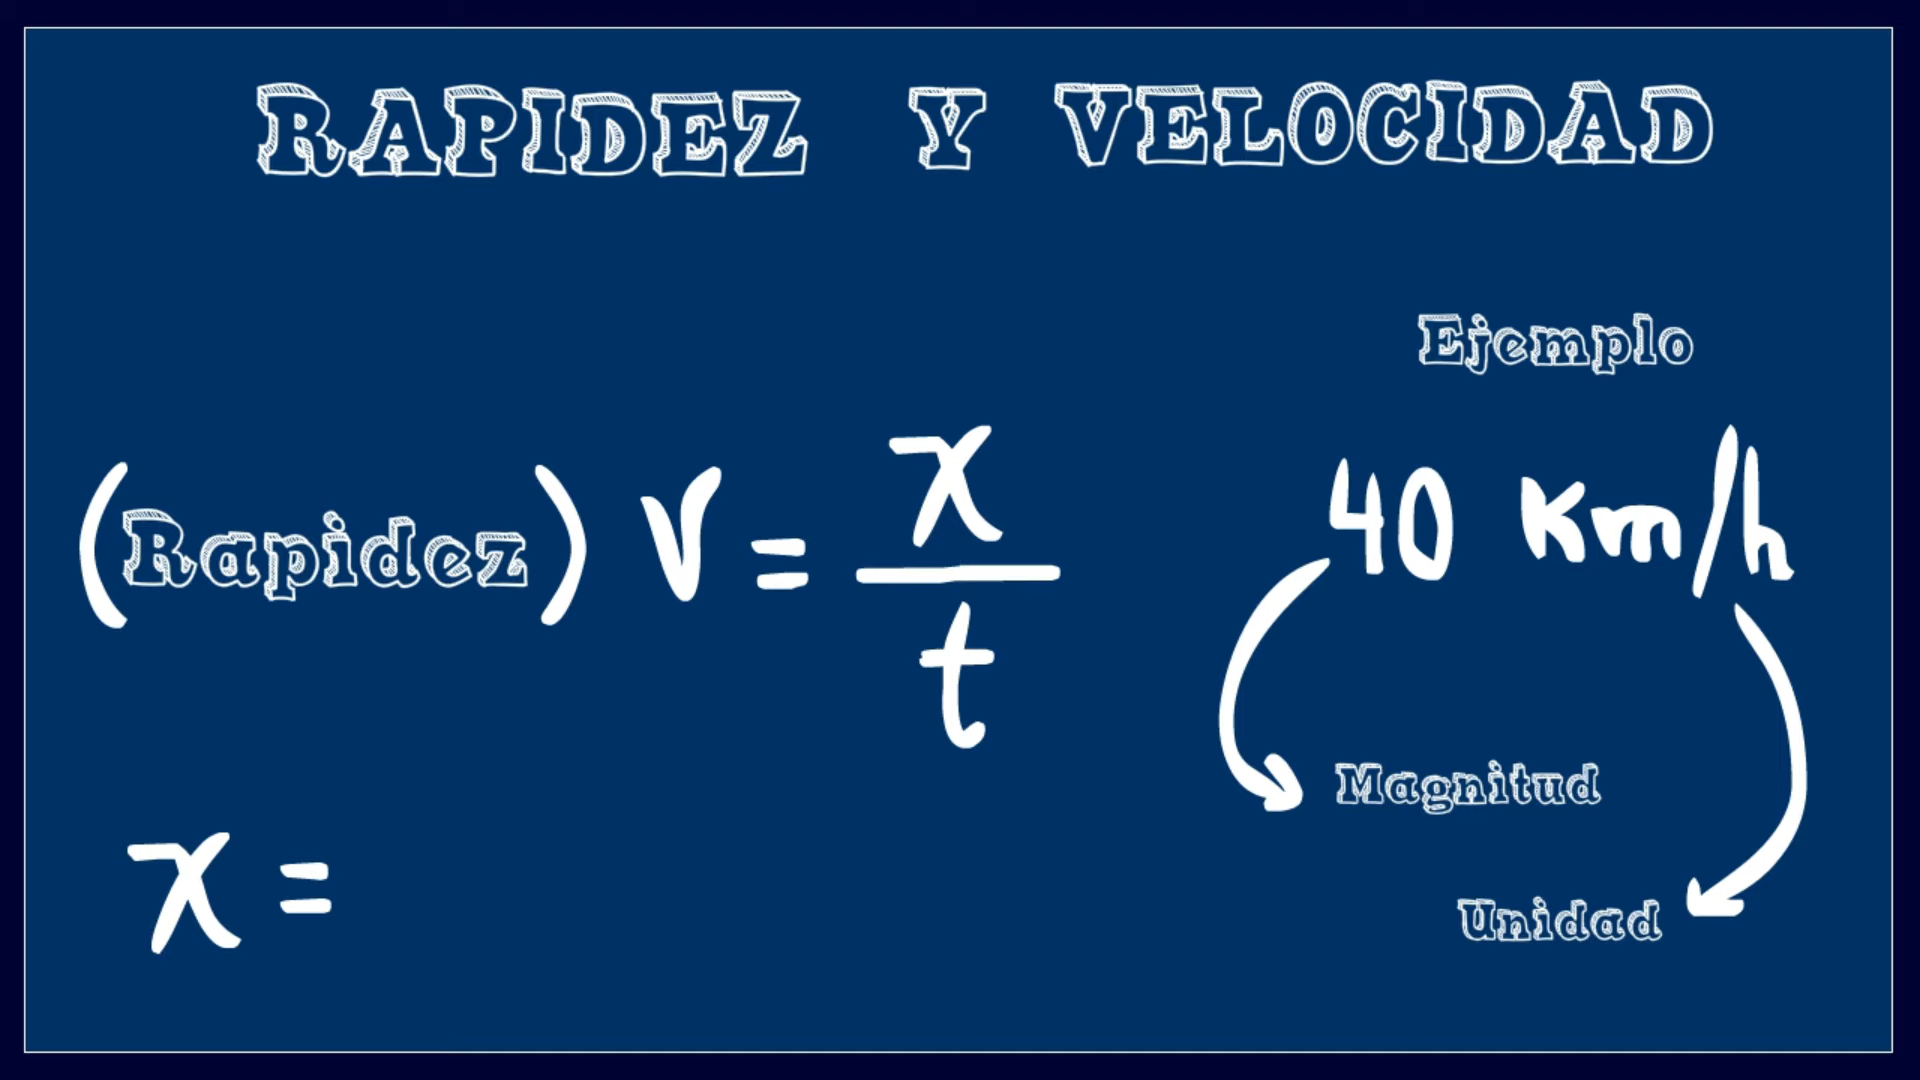 RAPIDEZ Y VELOCIDAD
Ejemplo
(Rapidez) V = x / t
40 Km/h
Magnitud
Unidad
x =